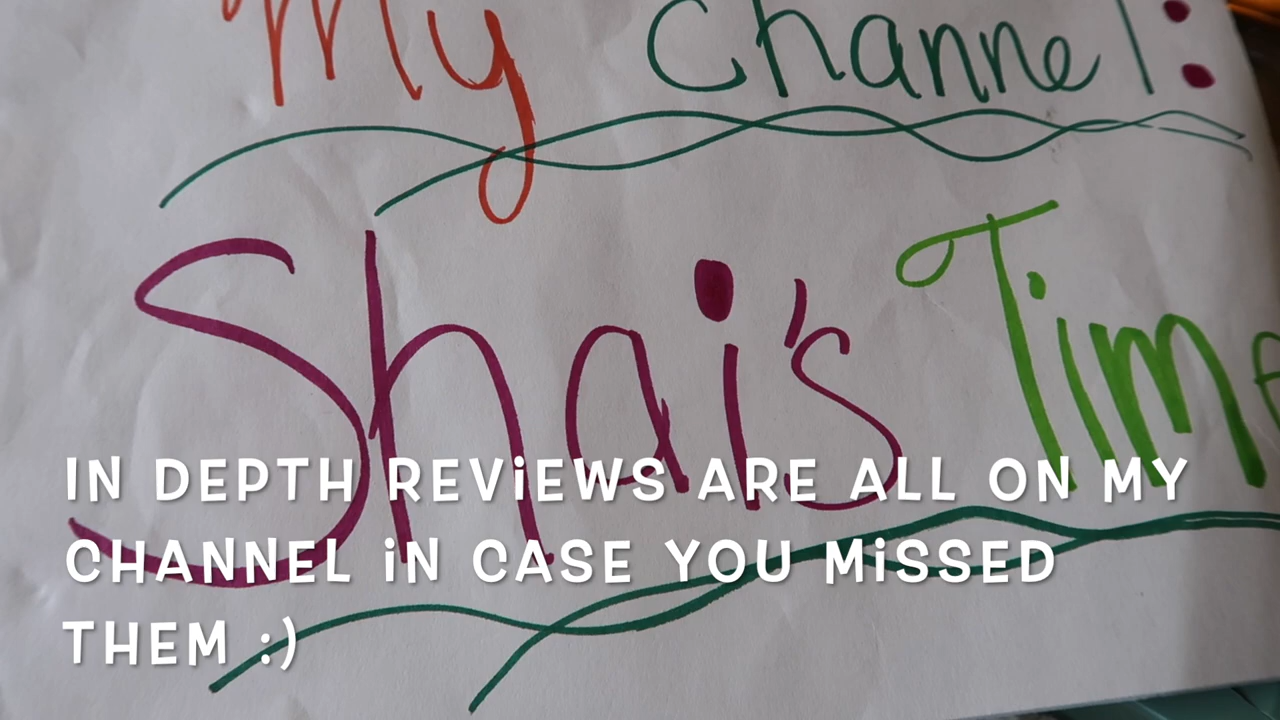 My Channel:
Shai's Time
IN DEPTH REViEWS ARE ALL ON MY
CHANNEL iN CASE YOU MiSSED
THEM :)